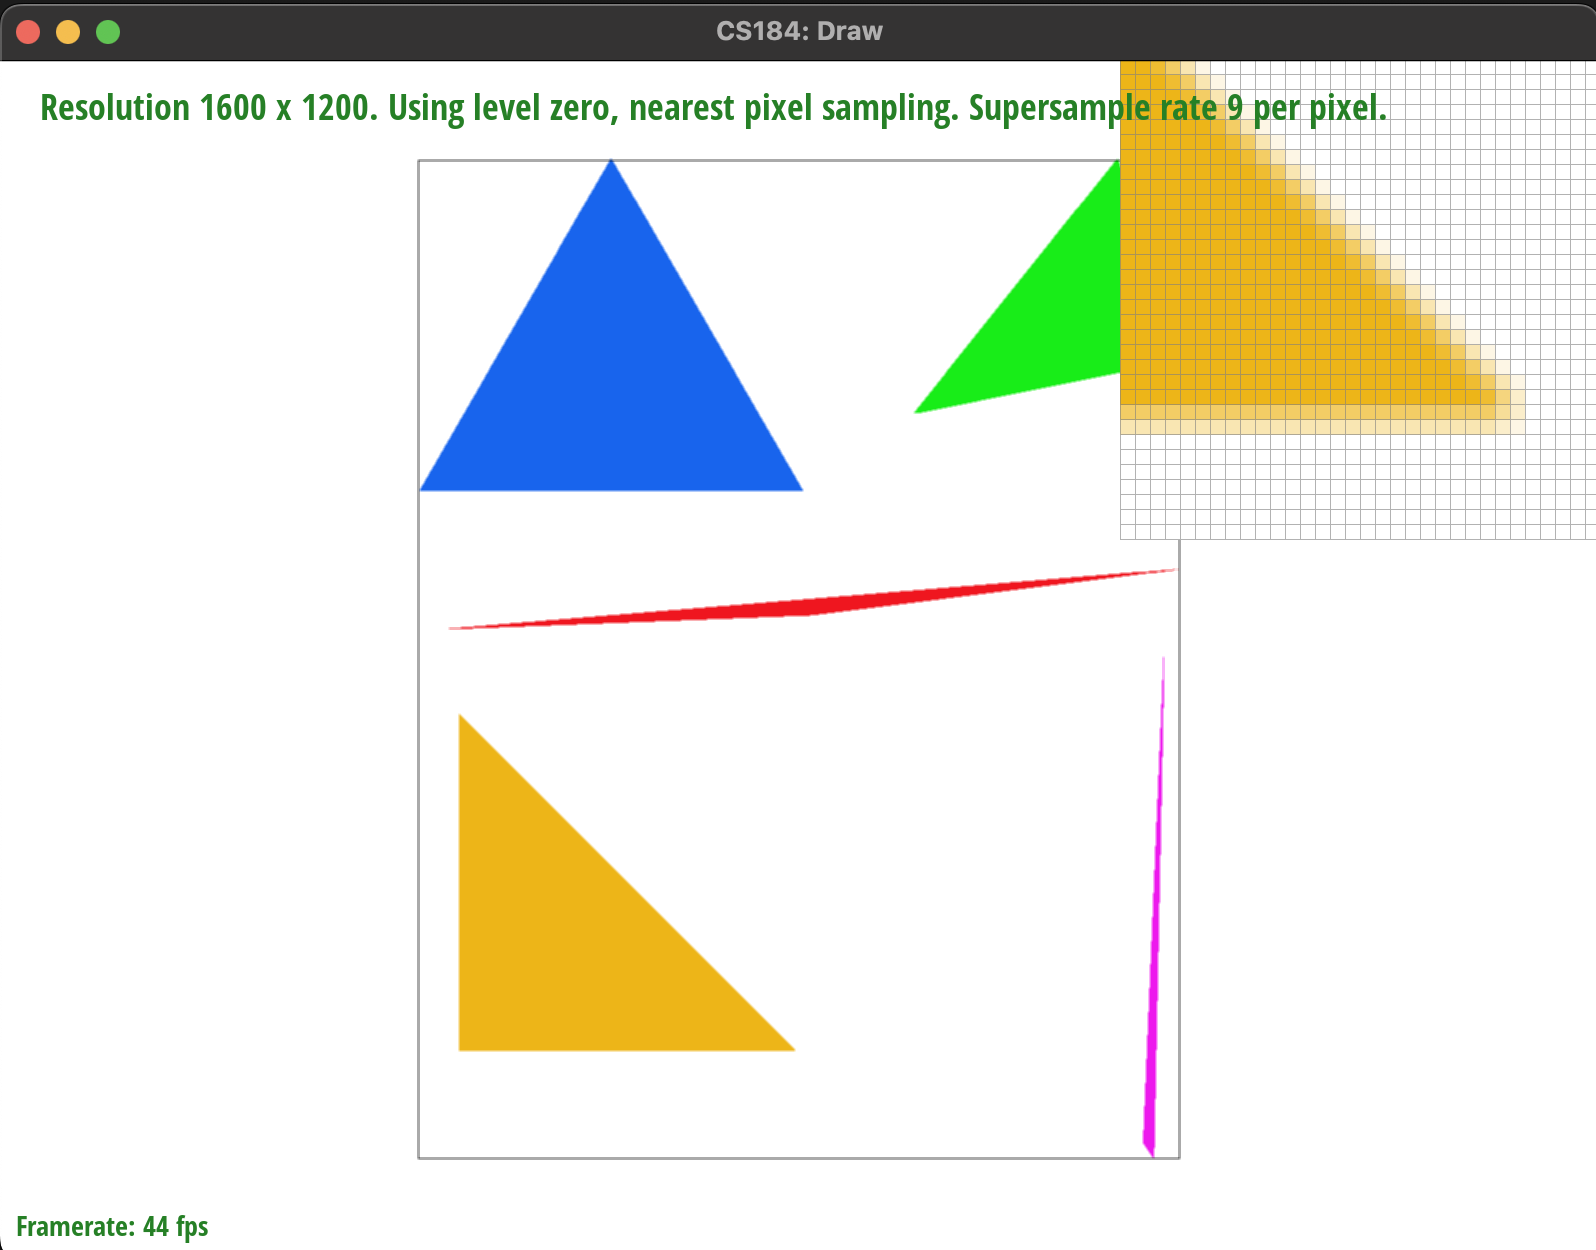 CS184: Draw
Resolution 1600 x 1200. Using level zero, nearest pixel sampling. Supersample rate 9 per pixel.
Framerate: 44 fps